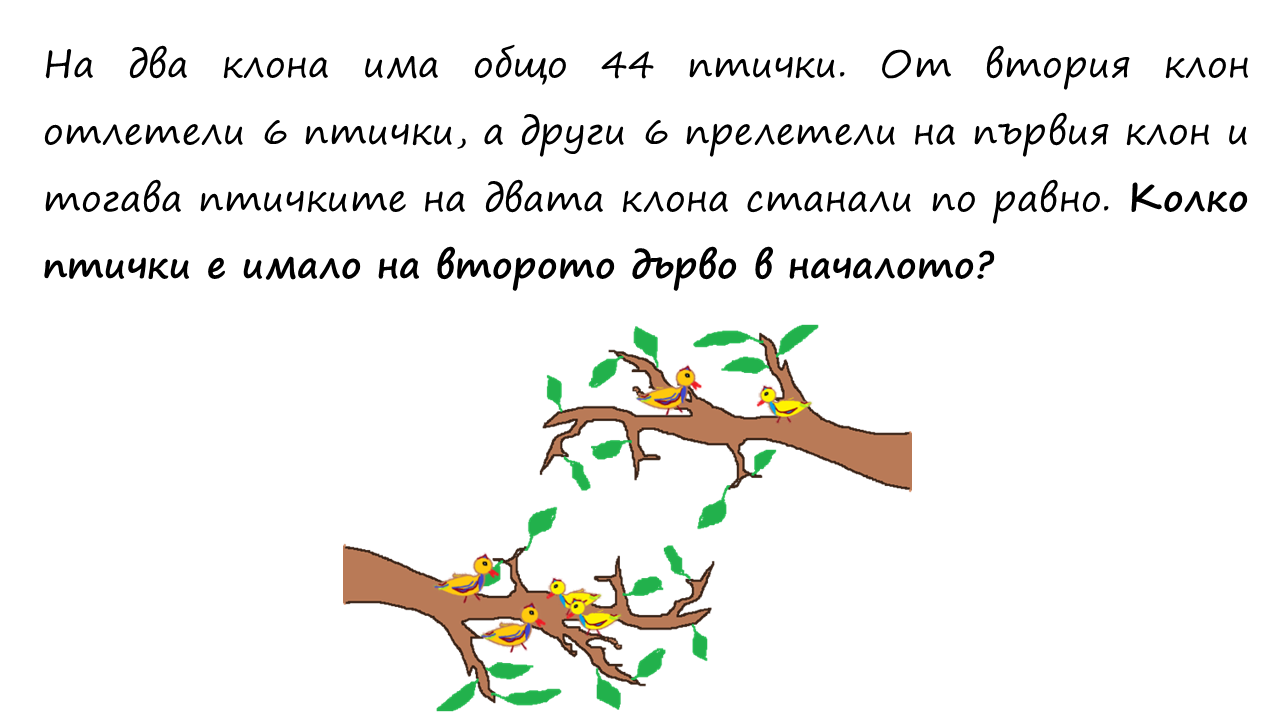 На два клона има общо 44 птички. От втория клон
отлетели 6 птички, а други 6 прелетели на първия клон и
тогава птичките на двата клона станали по равно. Колко
птички е имало на второто дърво в началото?